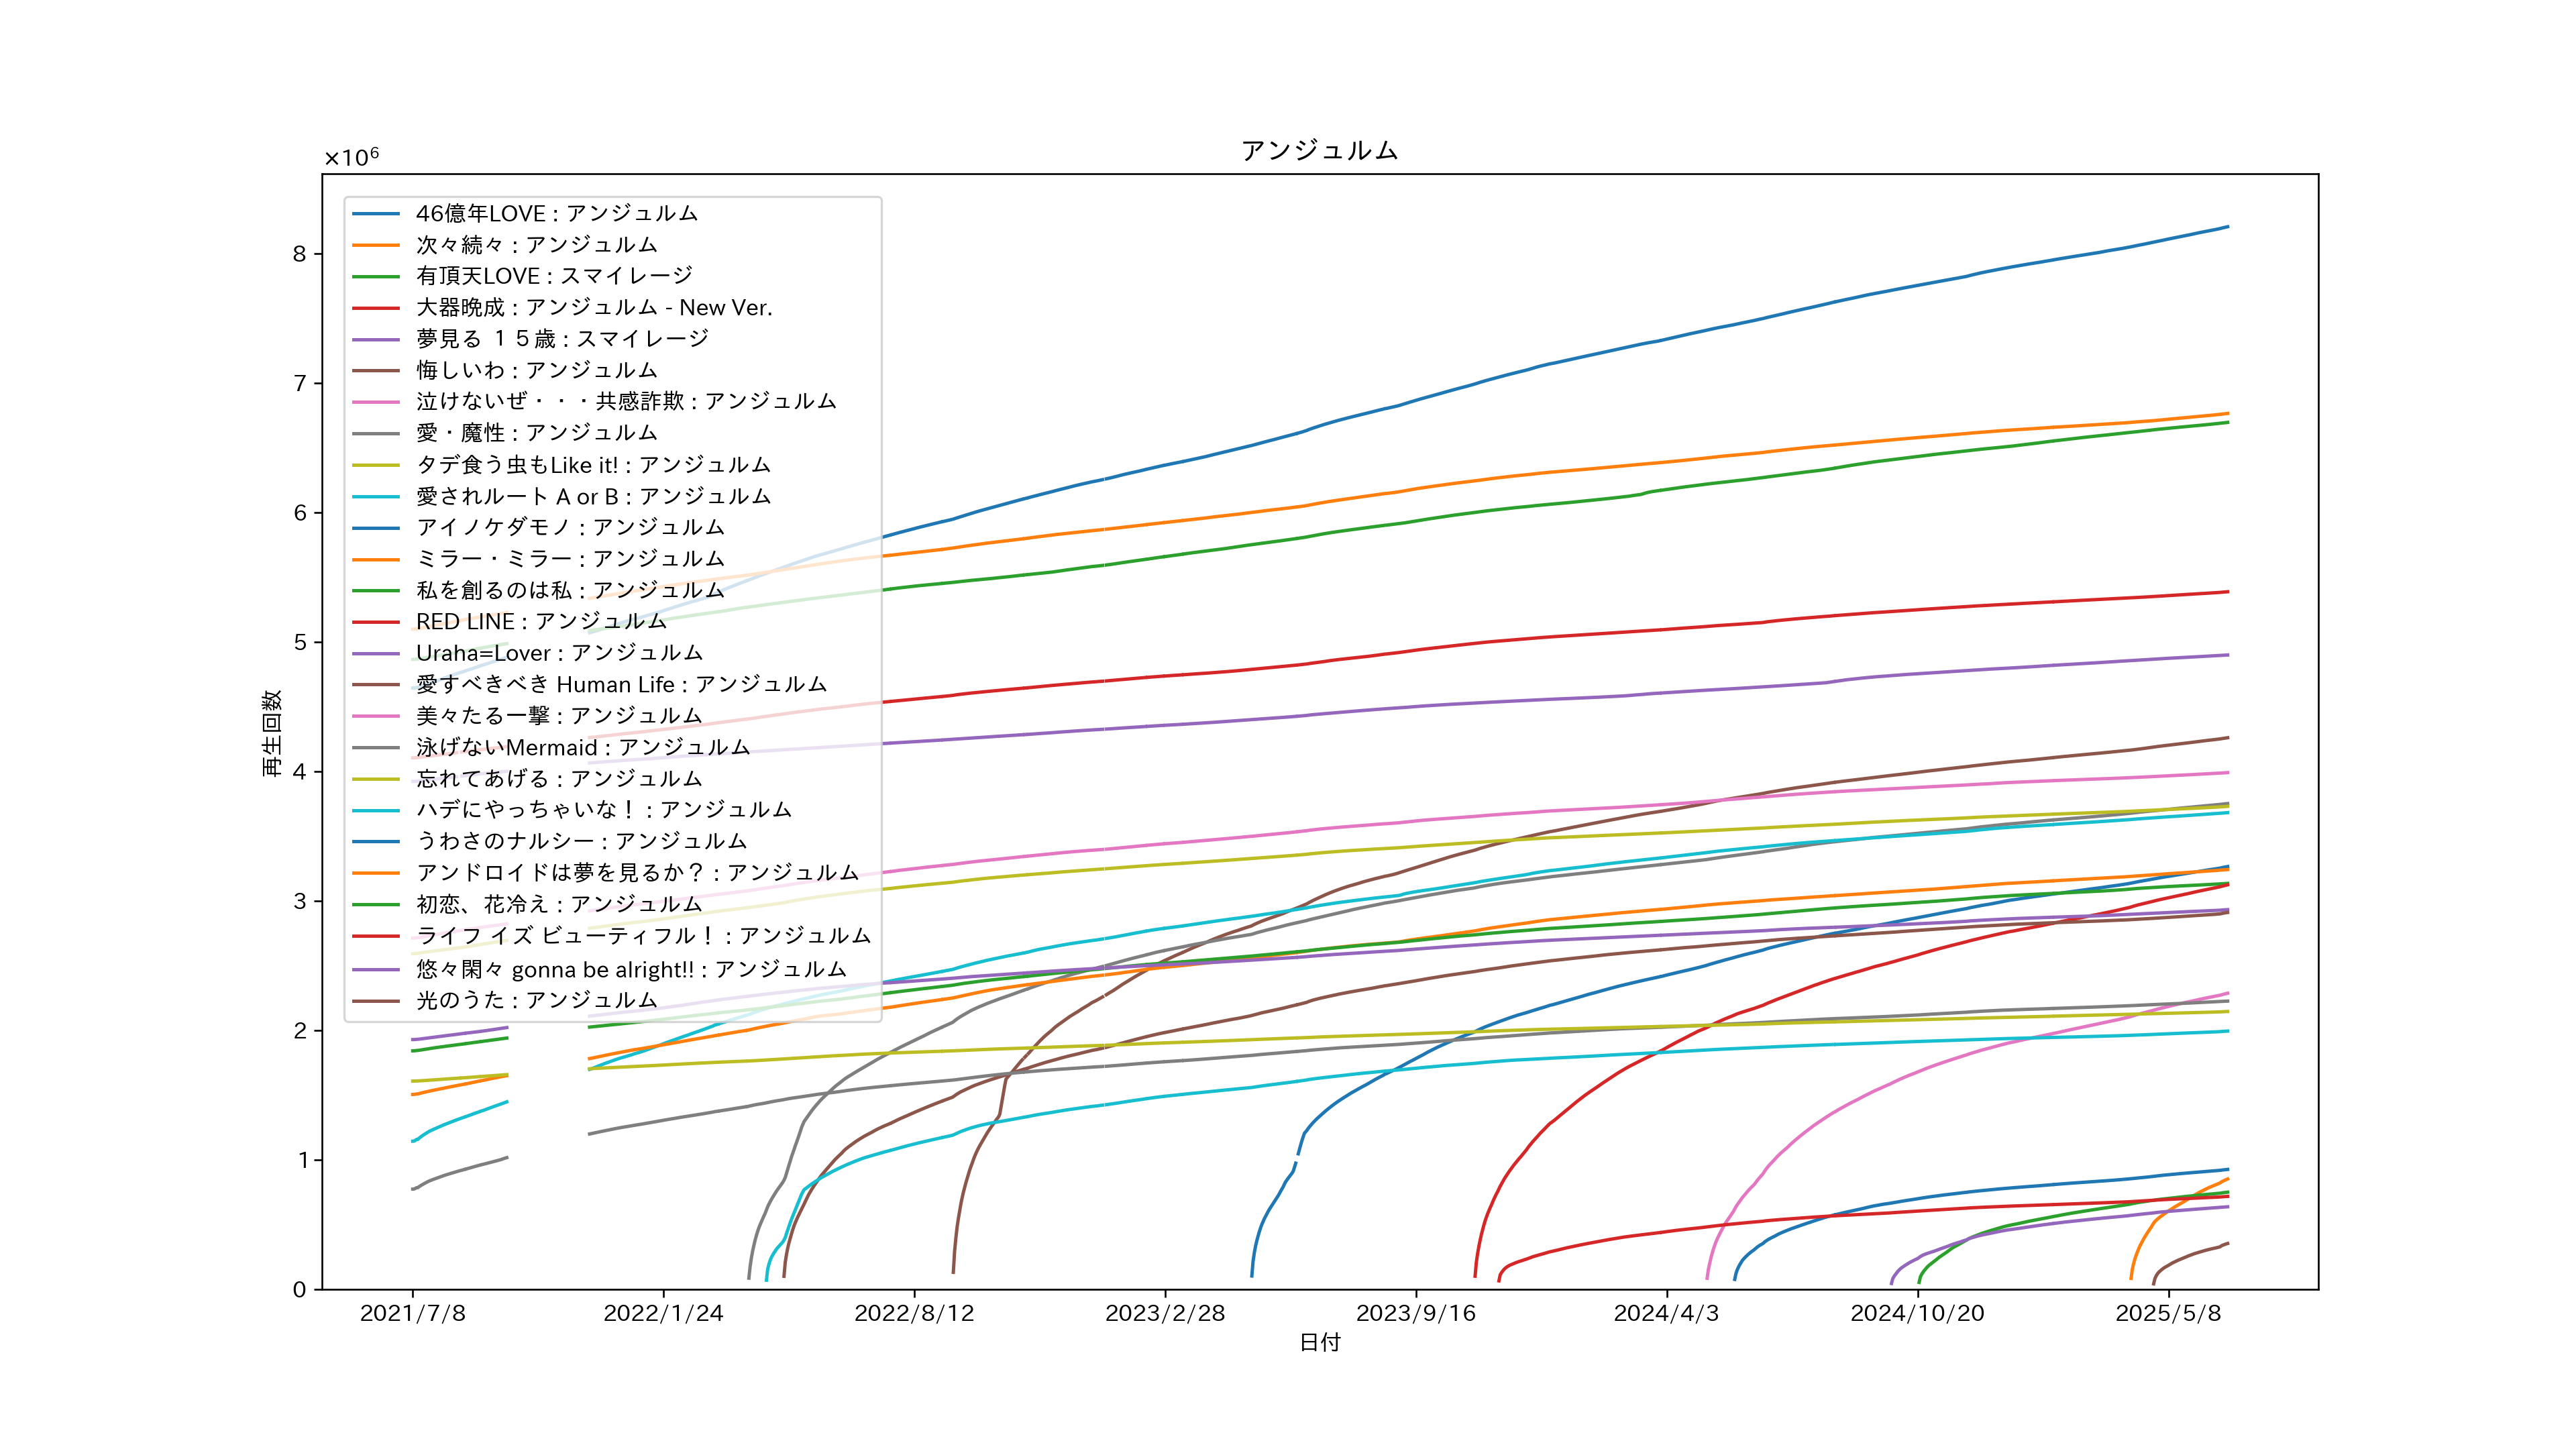 アンジュルム
×10⁶
46億年LOVE : アンジュルム
次々続々 : アンジュルム
有頂天LOVE : スマイレージ
大器晩成 : アンジュルム - New Ver.
夢見る １５歳 : スマイレージ
悔しいわ : アンジュルム
泣けないぜ・・・共感詐欺 : アンジュルム
愛・魔性 : アンジュルム
タデ食う虫もLike it! : アンジュルム
愛されルート A or B : アンジュルム
アイノケダモノ : アンジュルム
ミラー・ミラー : アンジュルム
私を創るのは私 : アンジュルム
RED LINE : アンジュルム
Uraha=Lover : アンジュルム
愛すべきべき Human Life : アンジュルム
美々たる一撃 : アンジュルム
泳げないMermaid : アンジュルム
忘れてあげる : アンジュルム
ハデにやっちゃいな！ : アンジュルム
うわさのナルシー : アンジュルム
アンドロイドは夢を見るか？ : アンジュルム
初恋、花冷え : アンジュルム
ライフ イズ ビューティフル！ : アンジュルム
悠々閑々 gonna be alright!! : アンジュルム
光のうた : アンジュルム
8
7
6
5
4
3
2
1
0
再生回数
2021/7/8
2022/1/24
2022/8/12
2023/2/28
2023/9/16
2024/4/3
2024/10/20
2025/5/8
日付